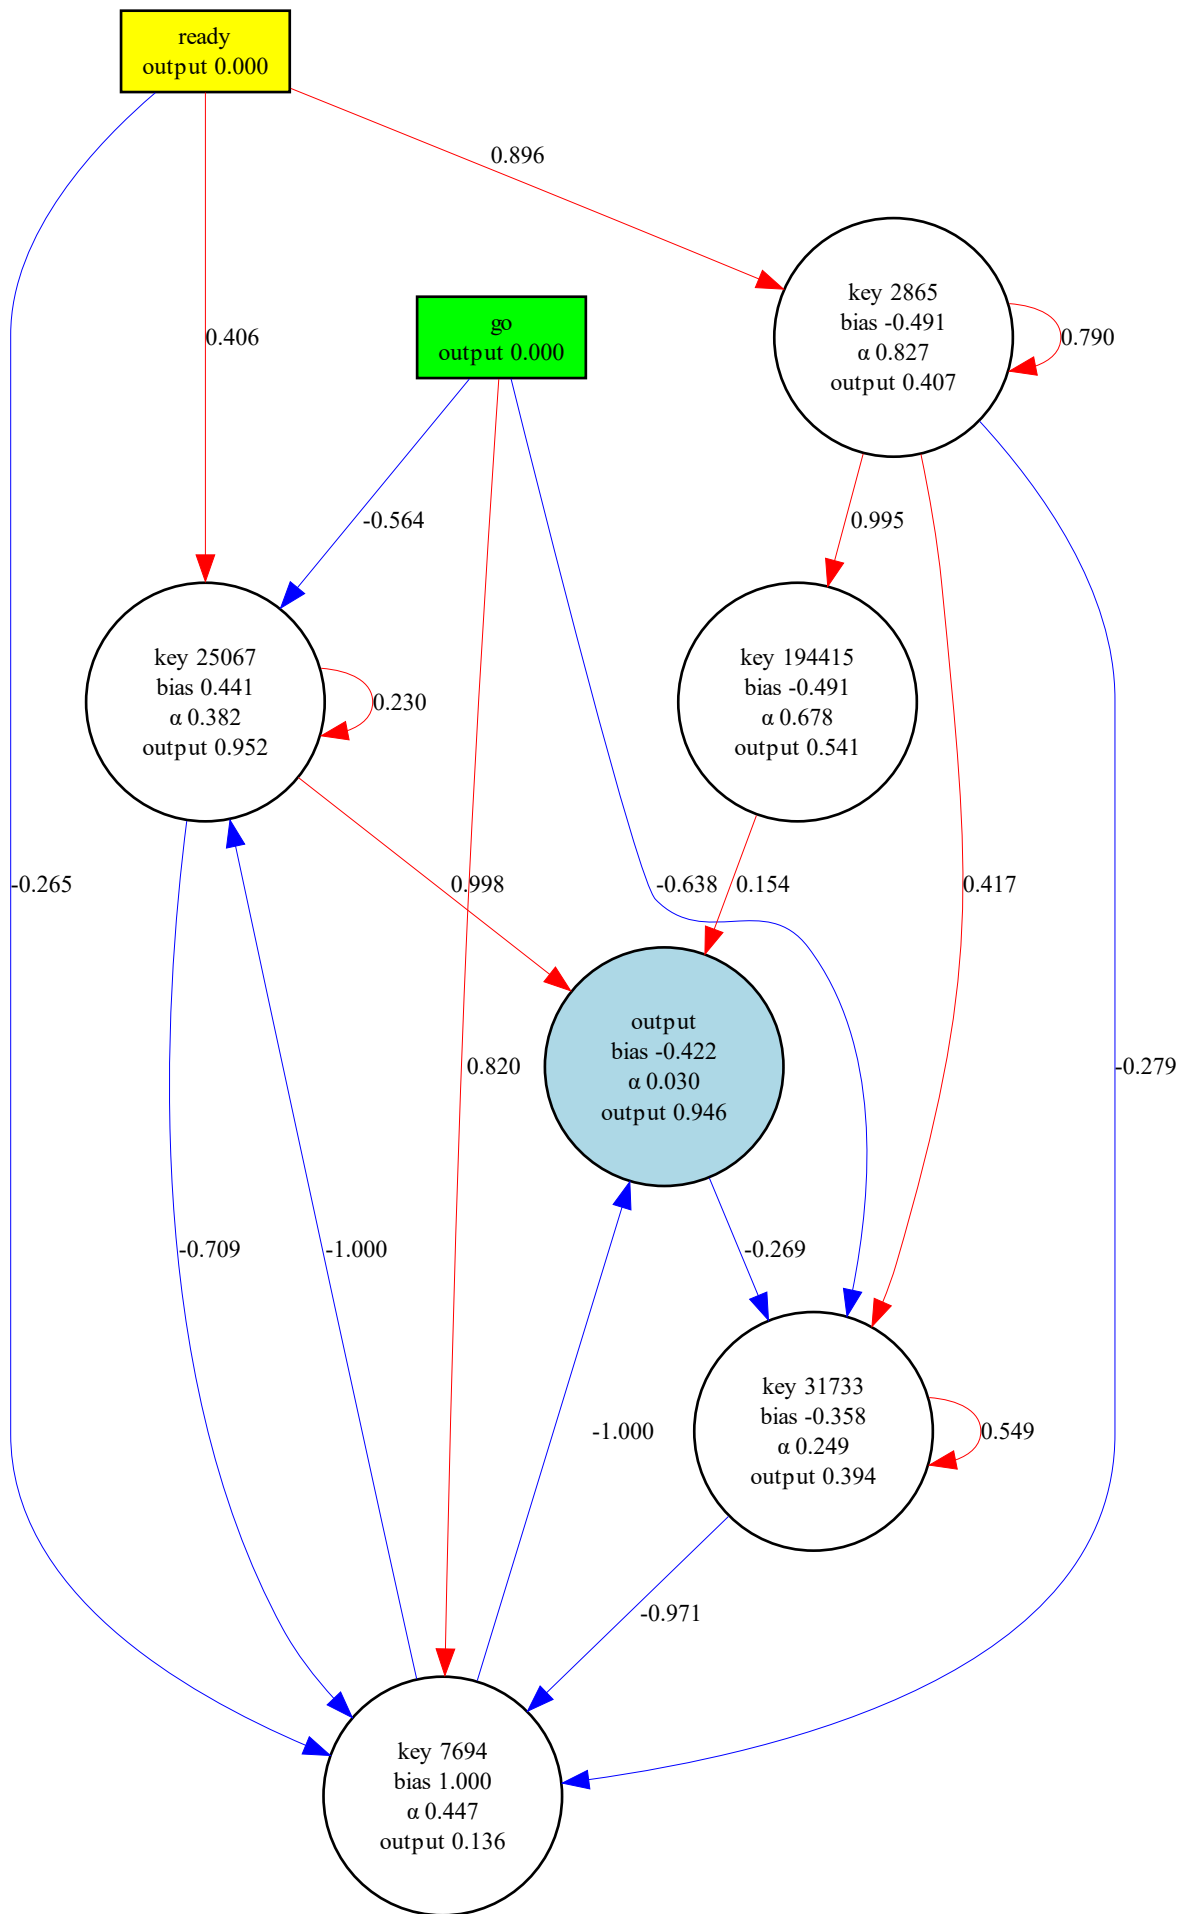 ready
output 0.000
0.896
key 2865
bias -0.491
α 0.827
output 0.407
0.790
go
output 0.000
0.406
-0.564
0.995
key 25067
bias 0.441
α 0.382
output 0.952
0.230
key 194415
bias -0.491
α 0.678
output 0.541
-0.265
0.998
-0.638
0.154
0.417
output
bias -0.422
α 0.030
output 0.946
0.820
-0.279
-0.709
-1.000
-0.269
key 31733
bias -0.358
α 0.249
output 0.394
0.549
-1.000
-0.971
key 7694
bias 1.000
α 0.447
output 0.136